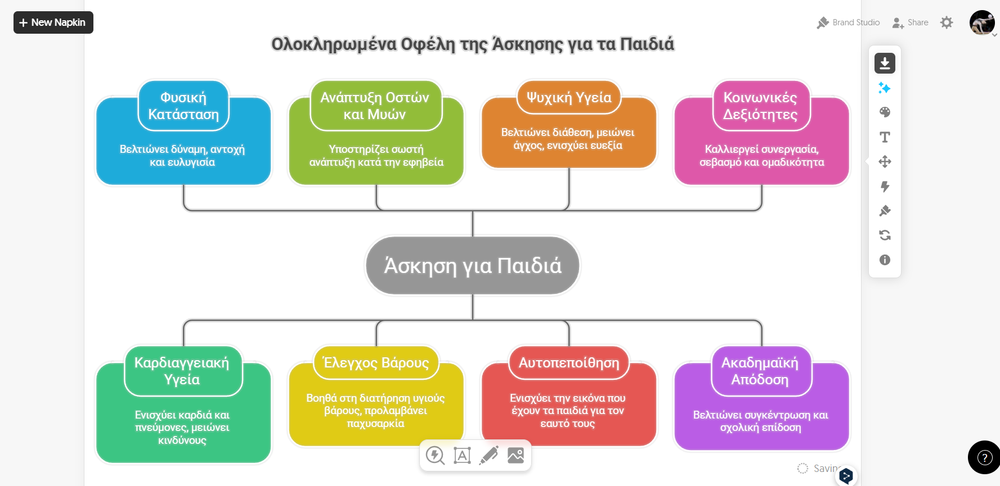 New Napkin
Brand Studio
Share
Ολοκληρωμένα Οφέλη της Άσκησης για τα Παιδιά
Φυσική
Κατάσταση
Βελτιώνει δύναμη, αντοχή
και ευλυγισία
Ανάπτυξη Οστών
και Μυών
Υποστηρίζει σωστή
ανάπτυξη κατά την εφηβεία
Ψυχική Υγεία
Βελτιώνει διάθεση, μειώνει
άγχος, ενισχύει ευεξία
Κοινωνικές
Δεξιότητες
Καλλιεργεί συνεργασία,
σεβασμό και ομαδικότητα
Άσκηση για Παιδιά
Καρδιαγγειακή
Υγεία
Ενισχύει καρδιά και
πνεύμονες, μειώνει
κινδύνους
Έλεγχος Βάρους
Βοηθά στη διατήρηση υγιούς
βάρους, προλαμβάνει
παχυσαρκία
Αυτοπεποίθηση
Ενισχύει την εικόνα που
έχουν τα παιδιά για τον
εαυτό τους
Ακαδημαϊκή
Απόδοση
Βελτιώνει συγκέντρωση και
σχολική επίδοση